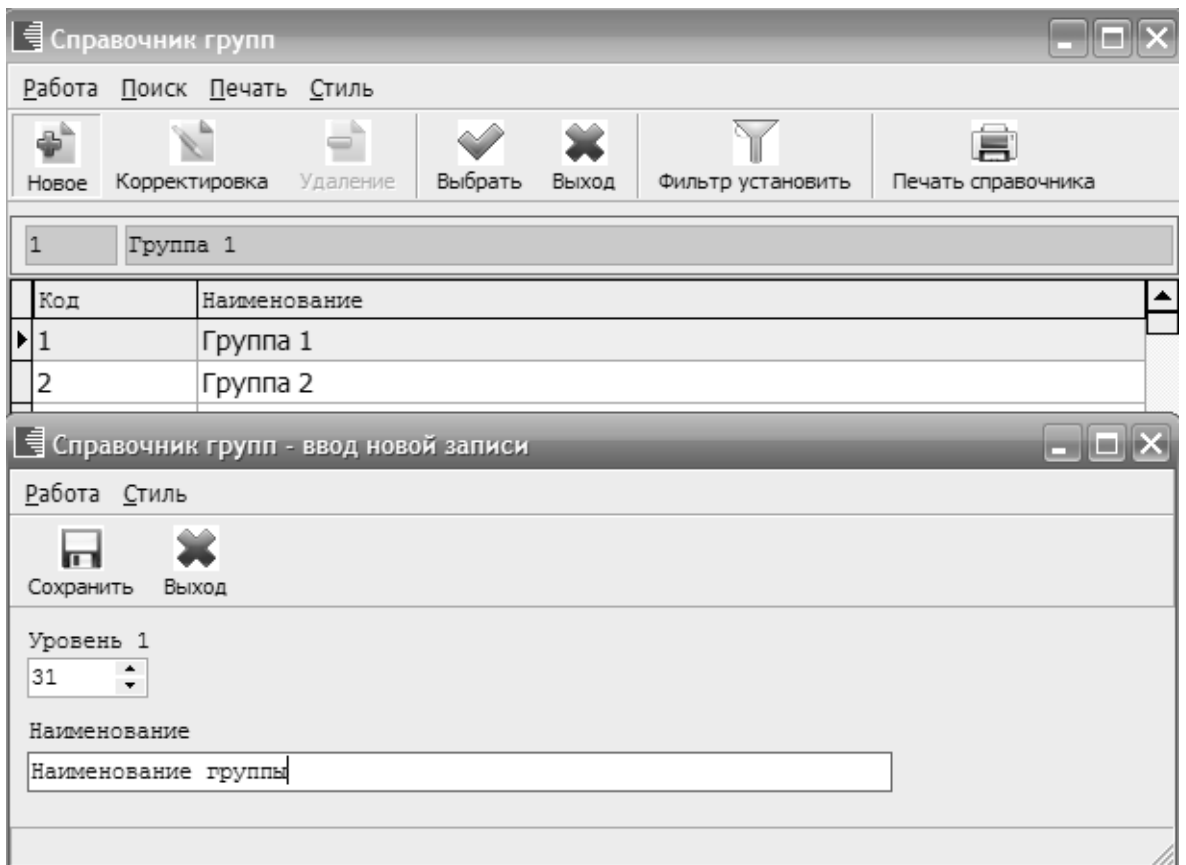 Справочник групп
Работа Поиск Печать Стиль
Новое Корректировка Удаление Выбрать Выход Фильтр установить Печать справочника
1 Группа 1
Код Наименование
1 Группа 1
2 Группа 2
Справочник групп - ввод новой записи
Работа Стиль
Сохранить Выход
Уровень 1
31
Наименование
Наименование группы